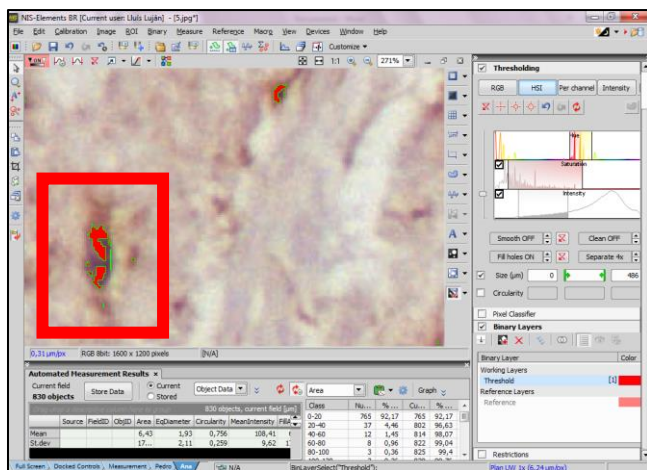 NIS-Elements BR [Current user: Lluís Luján] - [5.jpg*]
File Edit Calibration Image ROI Binary Measure Reference Macro View Devices Window Help
Customize
1:1 271%
Thresholding
RGB HSI Per channel Intensity
Hue
Saturation
Intensity
Smooth OFF Clean OFF
Fill holes ON Separate 4x
Size (µm) 0 486
Circularity
Pixel Classifier
Binary Layers
Binary Layer Color
Working Layers
Threshold [1]
Reference Layers
Reference
Restrictions
0,31 µm/px RGB 8bit: 1600 x 1200 pixels [N/A]
Automated Measurement Results ×
Current field
830 objects
Store Data
Current
Stored
Object Data
Area
Graph
830 objects, current field [µm]
Source FieldID ObjID Area EqDiameter Circularity MeanIntensity
Mean 6,43 1,93 0,756 108,41
St.dev 17... 2,11 0,259 9,62
Class Nu... % ... Cu... % ...
0-20 765 92,17 765 92,17
20-40 37 4,46 802 96,63
40-60 12 1,45 814 98,07
60-80 8 0,96 822 99,04
80-100 3 0,36 825 99,4
Full Screen Docked Controls Measurement Pedro Ana
N/A
BinLayerSelect("Threshold");
Plan UW 1x (6.24 µm/px)